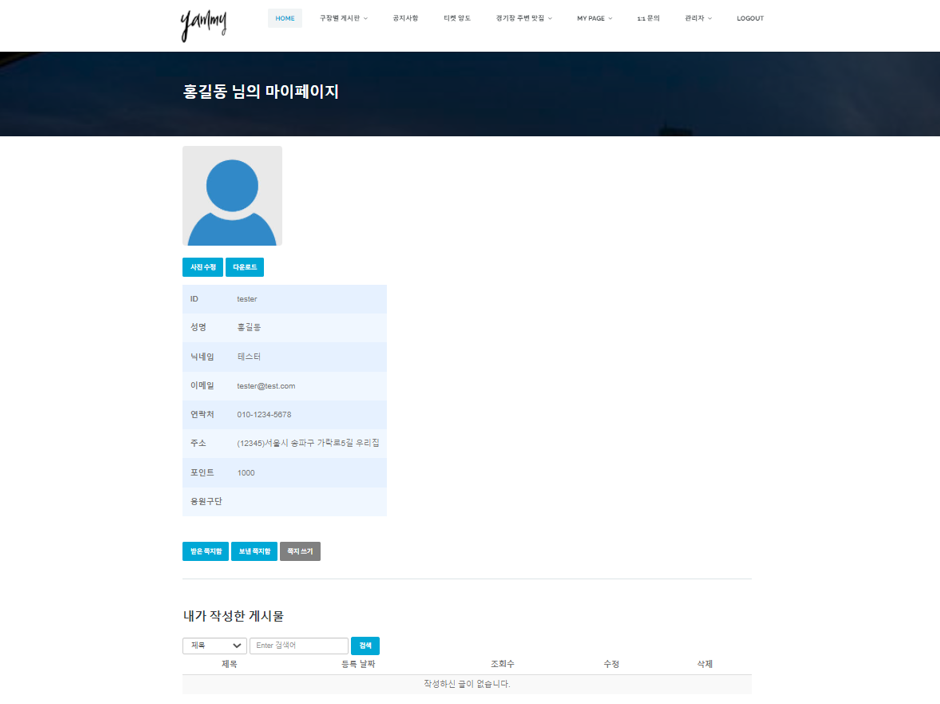 yammy
HOME 구장별 게시판 공지사항 티켓 양도 경기장 주변 맛집 MY PAGE 1:1 문의 관리자 LOGOUT
홍길동 님의 마이페이지
사진 수정 다운로드
ID tester
성명 홍길동
닉네임 테스터
이메일 tester@test.com
연락처 010-1234-5678
주소 (12345)서울시 송파구 가락로5길 우리집
포인트 1000
응원구단
받은 쪽지함 보낸 쪽지함 쪽지 쓰기
내가 작성한 게시물
제목 Enter 검색어 검색
제목 등록 날짜 조회수 수정 삭제
작성하신 글이 없습니다.